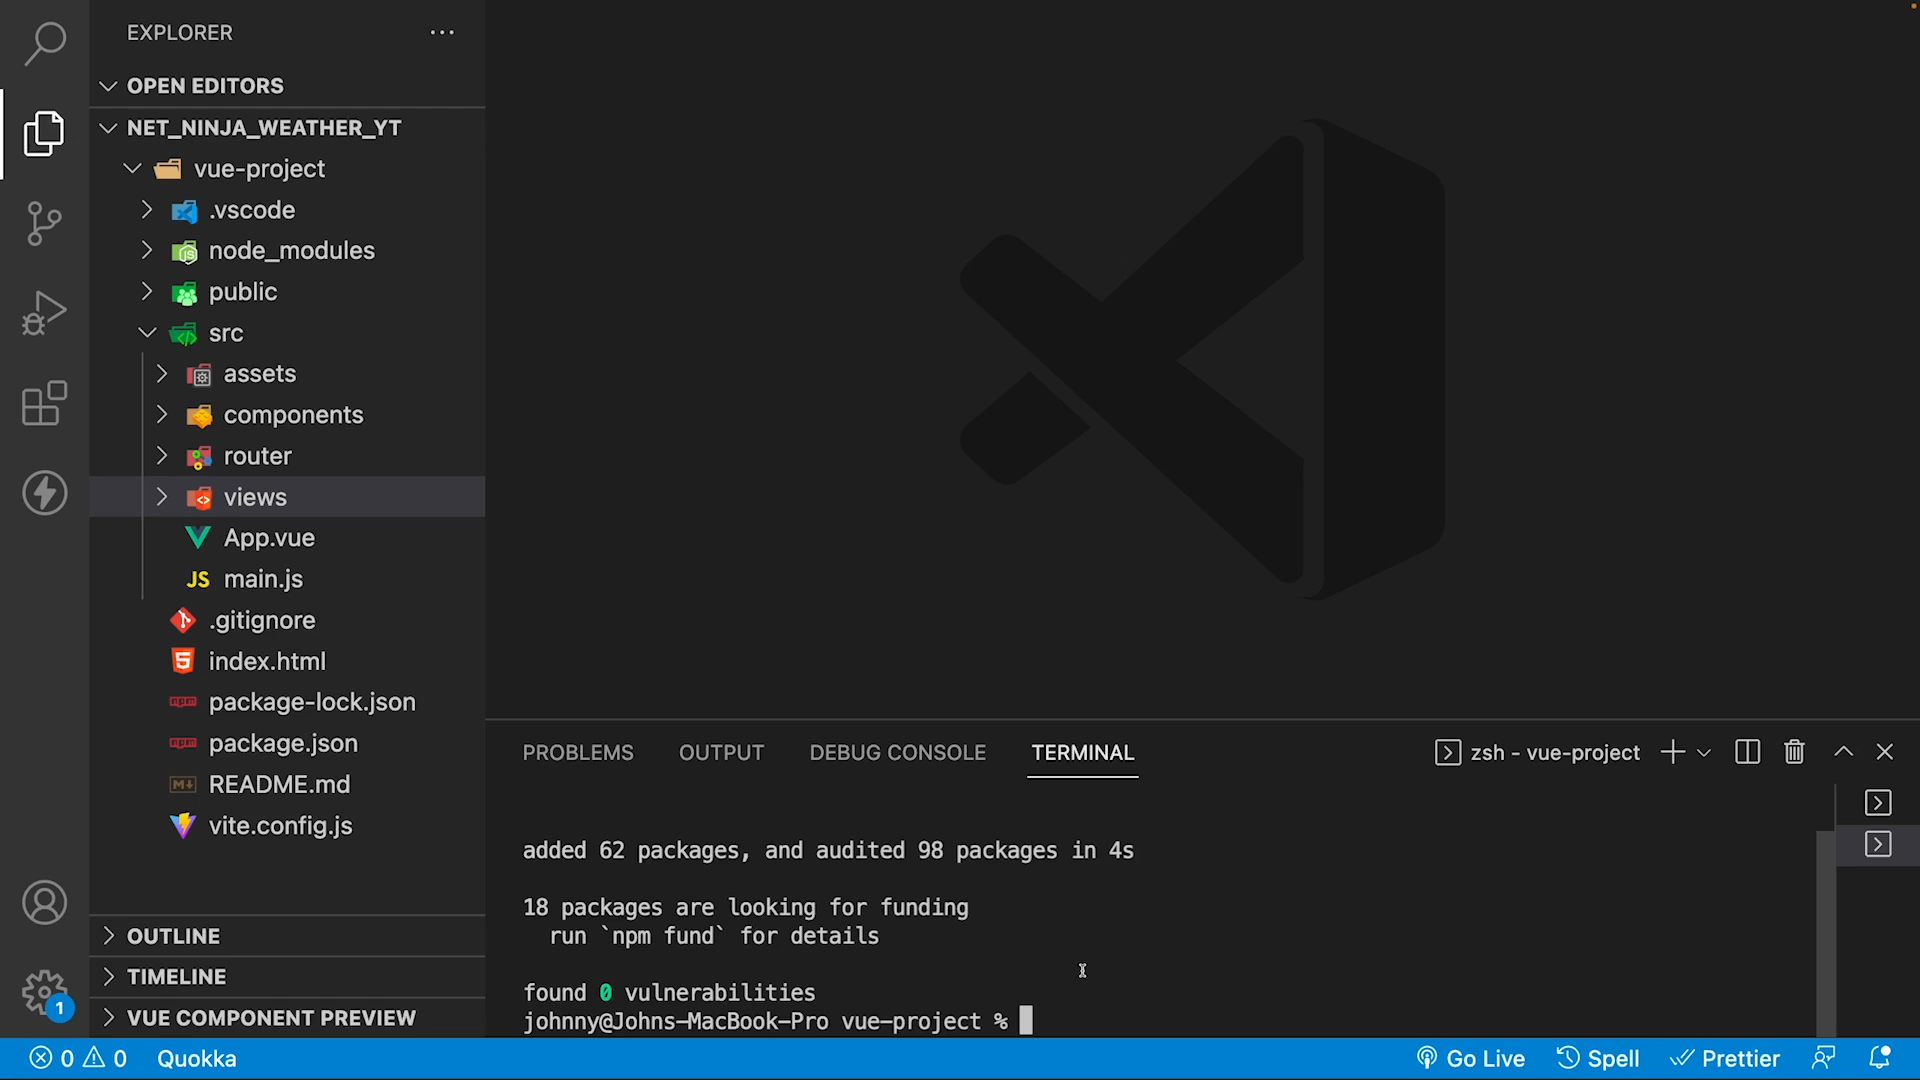 EXPLORER
OPEN EDITORS
NET_NINJA_WEATHER_YT
vue-project
.vscode
node_modules
public
src
assets
components
router
views
App.vue
JS main.js
.gitignore
index.html
package-lock.json
package.json
README.md
vite.config.js
OUTLINE
TIMELINE
VUE COMPONENT PREVIEW
PROBLEMS OUTPUT DEBUG CONSOLE TERMINAL zsh - vue-project
added 62 packages, and audited 98 packages in 4s
18 packages are looking for funding
run `npm fund` for details
found 0 vulnerabilities
johnny@Johns-MacBook-Pro vue-project %
1
0 0 Quokka Go Live Spell Prettier